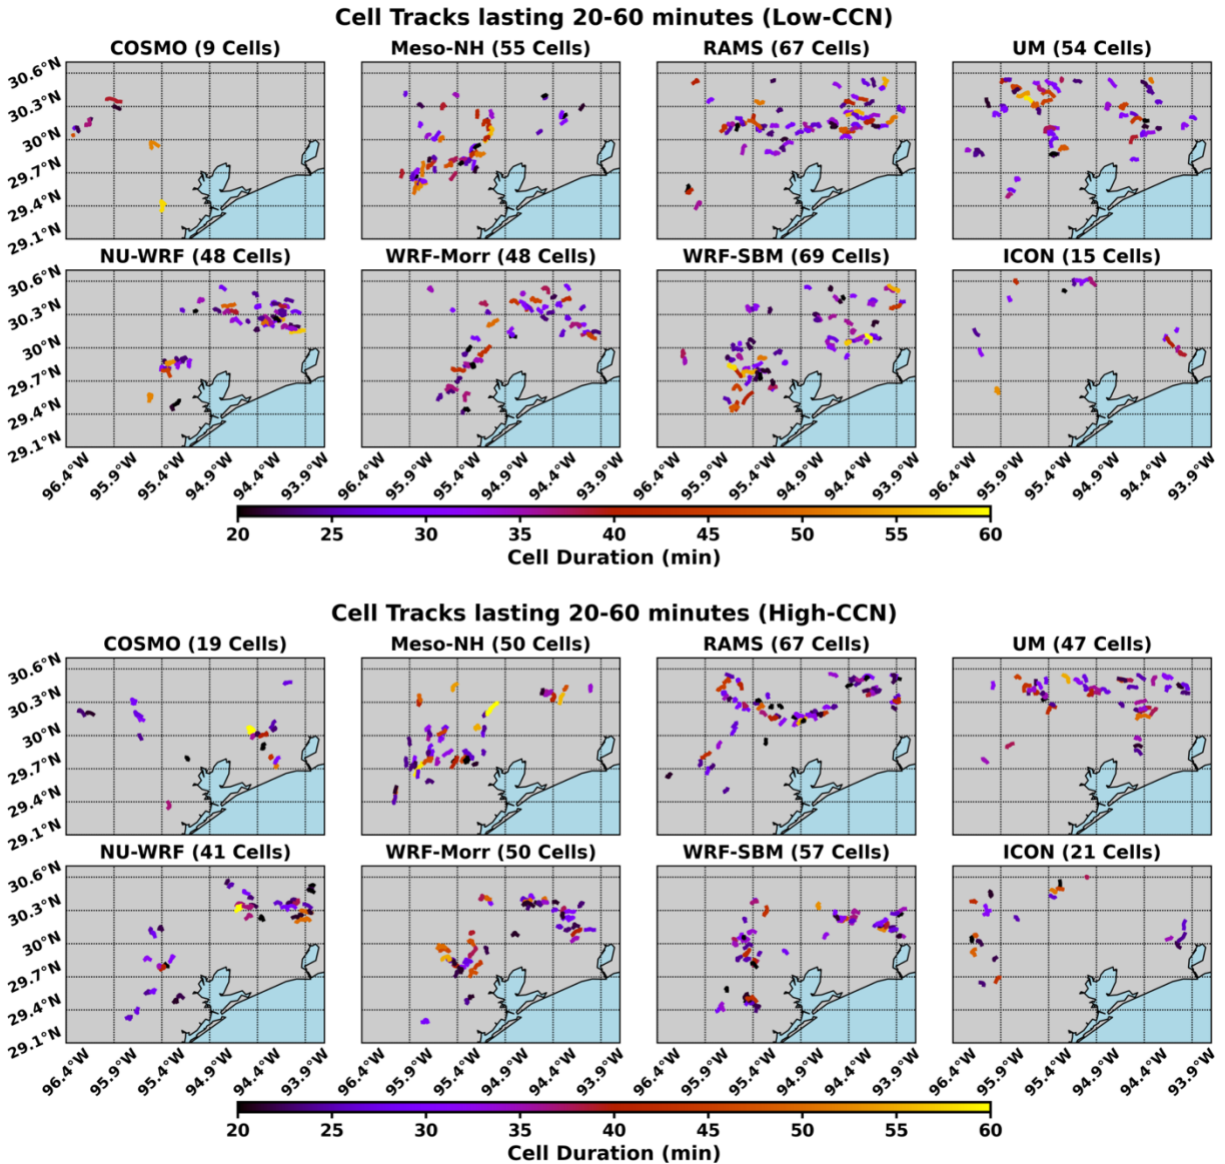 Cell Tracks lasting 20-60 minutes (Low-CCN)
COSMO (9 Cells) Meso-NH (55 Cells) RAMS (67 Cells) UM (54 Cells)
30.6°N
30.3°N
30°N
29.7°N
29.4°N
29.1°N
NU-WRF (48 Cells) WRF-Morr (48 Cells) WRF-SBM (69 Cells) ICON (15 Cells)
30.6°N
30.3°N
30°N
29.7°N
29.4°N
29.1°N
96.4°W 95.9°W 95.4°W 94.9°W 94.4°W 93.9°W 96.4°W 95.9°W 95.4°W 94.9°W 94.4°W 93.9°W 96.4°W 95.9°W 95.4°W 94.9°W 94.4°W 93.9°W 96.4°W 95.9°W 95.4°W 94.9°W 94.4°W 93.9°W
20 25 30 35 40 45 50 55 60
Cell Duration (min)
Cell Tracks lasting 20-60 minutes (High-CCN)
COSMO (19 Cells) Meso-NH (50 Cells) RAMS (67 Cells) UM (47 Cells)
30.6°N
30.3°N
30°N
29.7°N
29.4°N
29.1°N
NU-WRF (41 Cells) WRF-Morr (50 Cells) WRF-SBM (57 Cells) ICON (21 Cells)
30.6°N
30.3°N
30°N
29.7°N
29.4°N
29.1°N
96.4°W 95.9°W 95.4°W 94.9°W 94.4°W 93.9°W 96.4°W 95.9°W 95.4°W 94.9°W 94.4°W 93.9°W 96.4°W 95.9°W 95.4°W 94.9°W 94.4°W 93.9°W 96.4°W 95.9°W 95.4°W 94.9°W 94.4°W 93.9°W
20 25 30 35 40 45 50 55 60
Cell Duration (min)